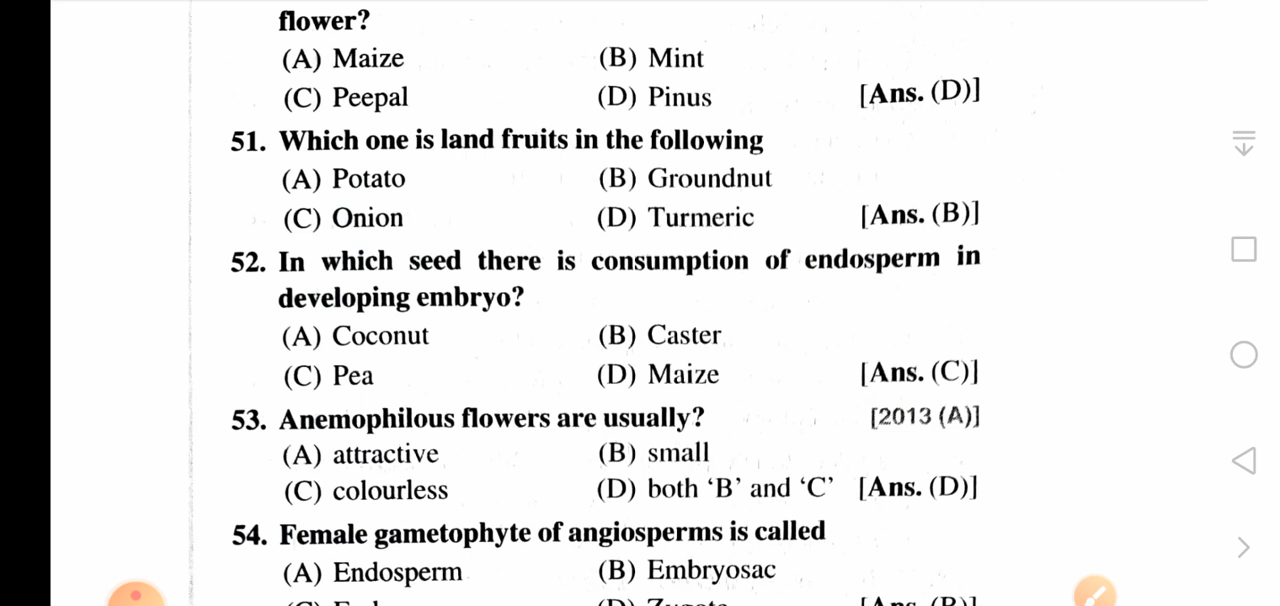 flower?
(A) Maize (B) Mint
(C) Peepal (D) Pinus [Ans. (D)]
51. Which one is land fruits in the following
(A) Potato (B) Groundnut
(C) Onion (D) Turmeric [Ans. (B)]
52. In which seed there is consumption of endosperm in
developing embryo?
(A) Coconut (B) Caster
(C) Pea (D) Maize [Ans. (C)]
53. Anemophilous flowers are usually? [2013 (A)]
(A) attractive (B) small
(C) colourless (D) both ‘B’ and ‘C’ [Ans. (D)]
54. Female gametophyte of angiosperms is called
(A) Endosperm (B) Embryosac